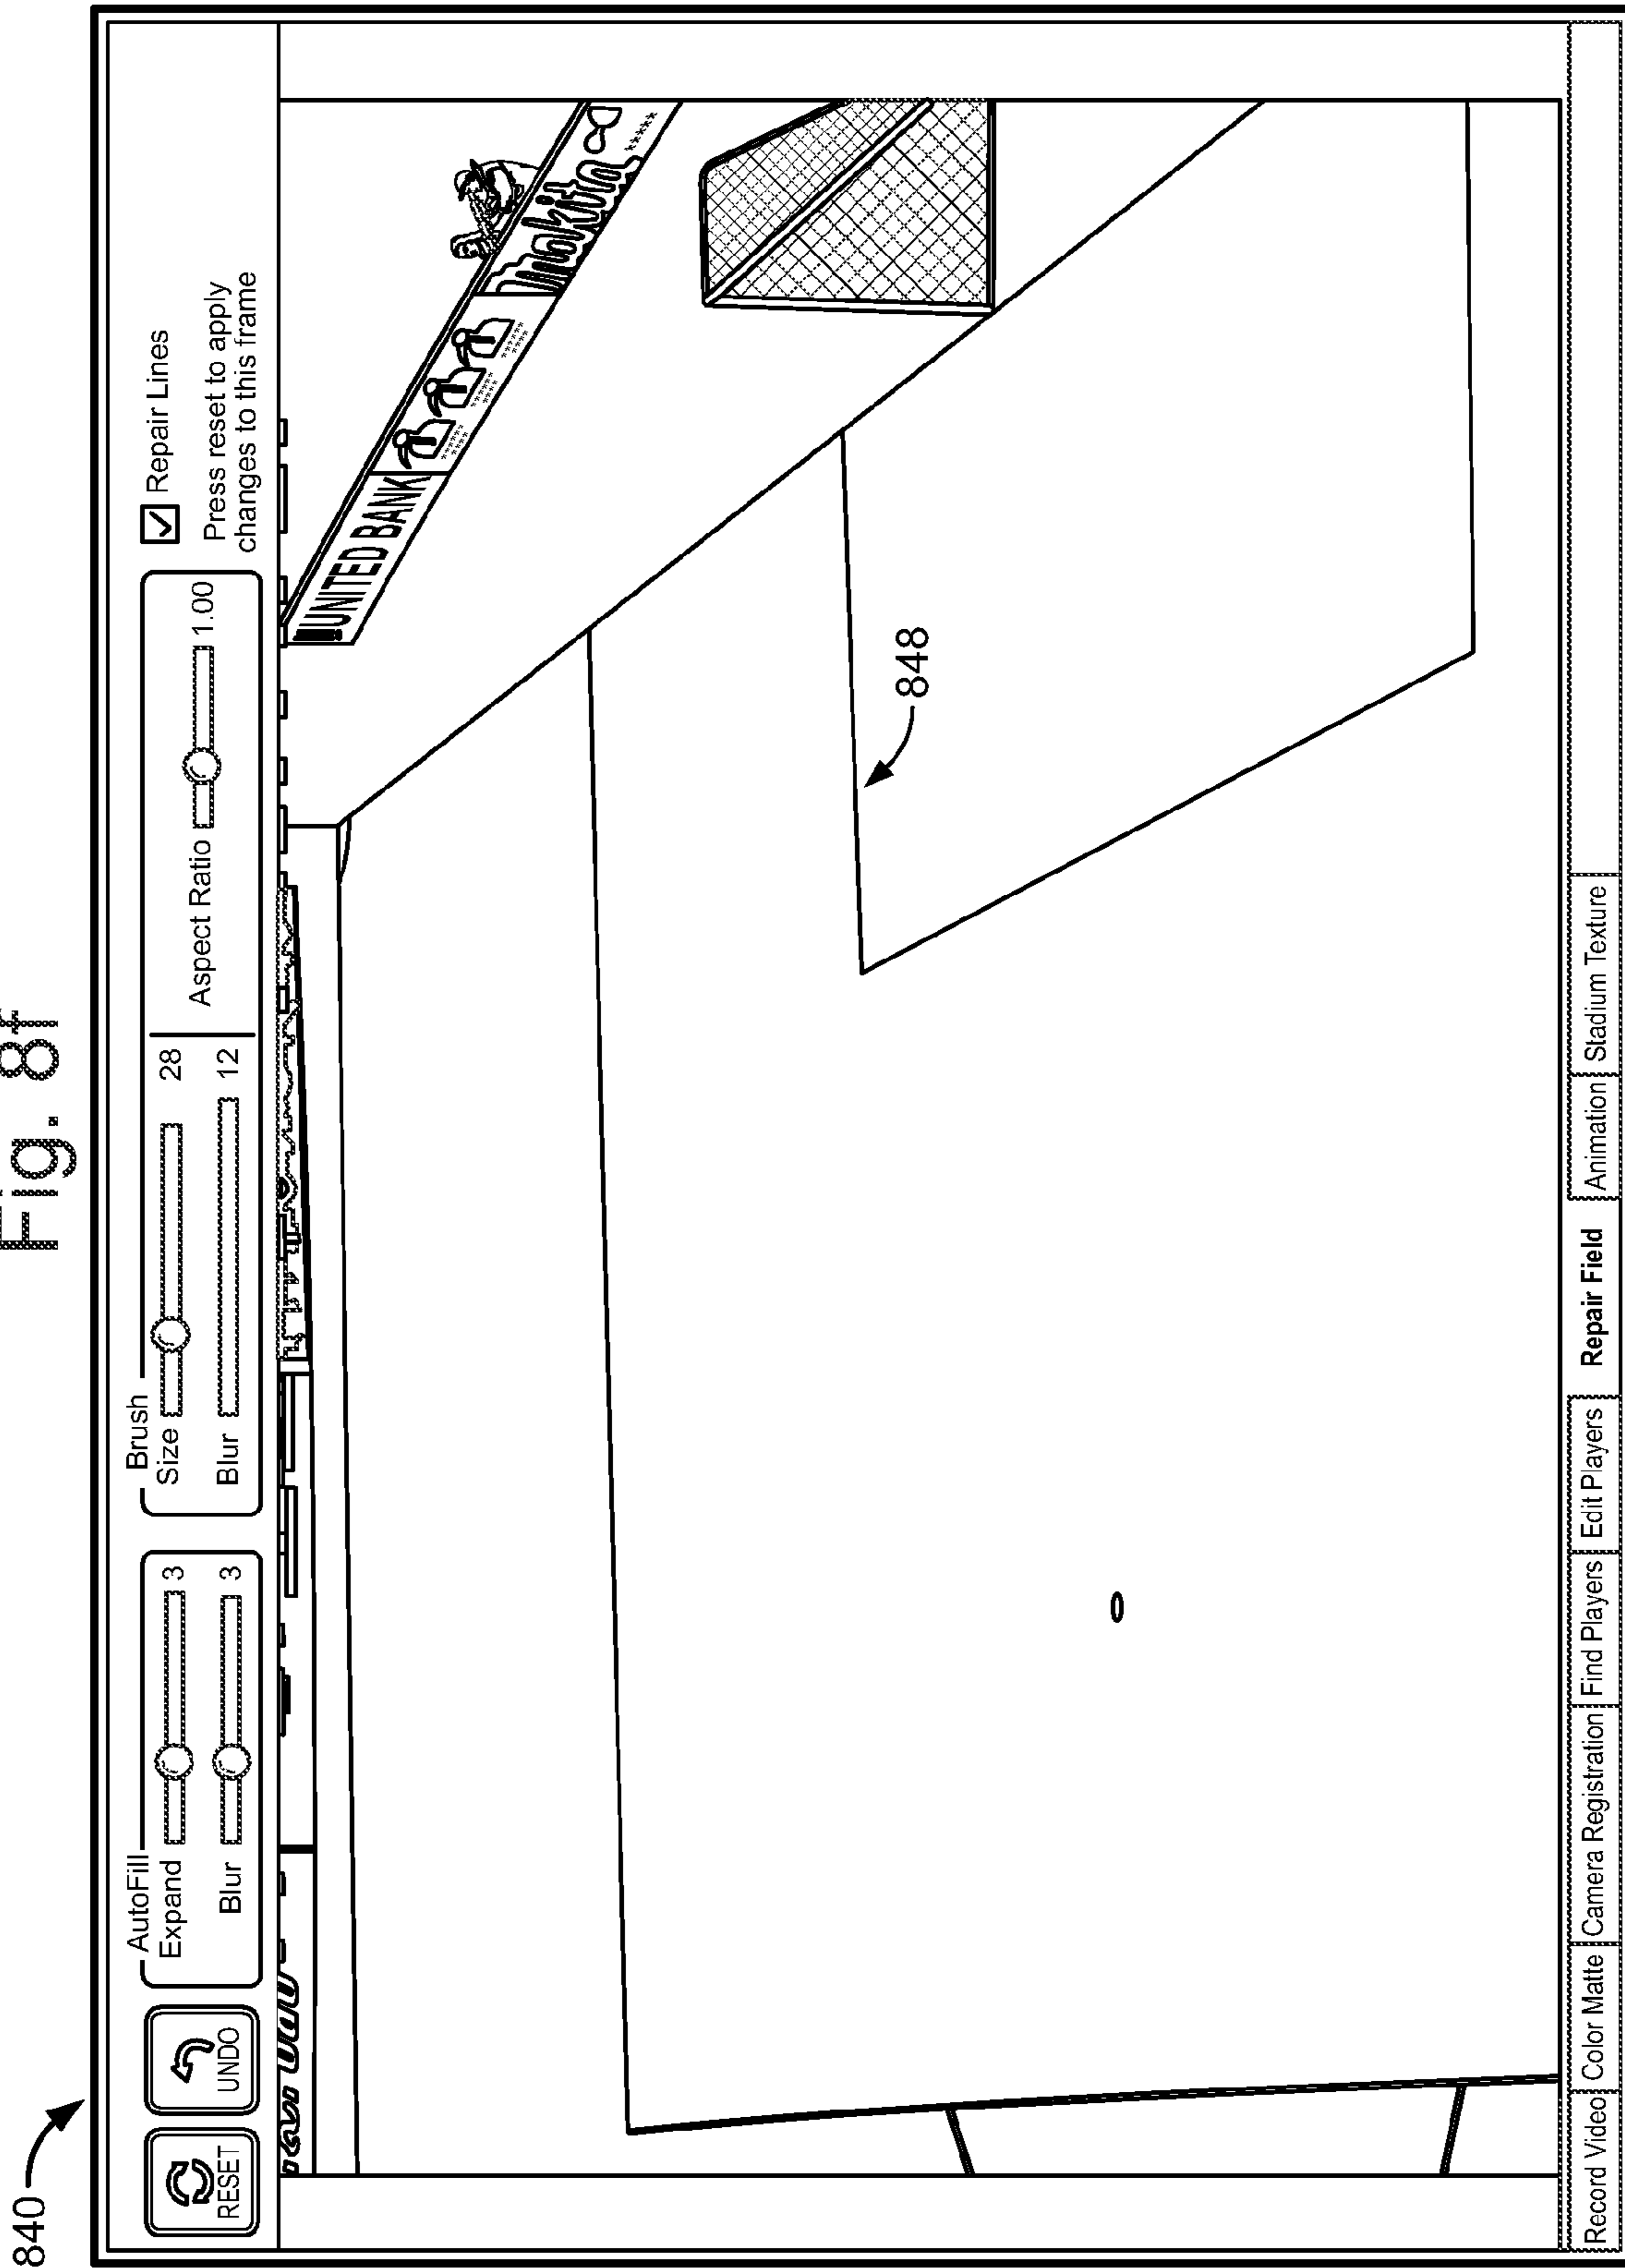 Fig. 8f
840
RESET
UNDO
AutoFill
Expand 3
Blur 3
Brush
Size 28
Blur 12
Aspect Ratio 1.00
Repair Lines
Press reset to apply
changes to this frame
UNITED BANK
Makita
848
Record Video Color Matte Camera Registration Find Players Edit Players Repair Field Animation Stadium Texture